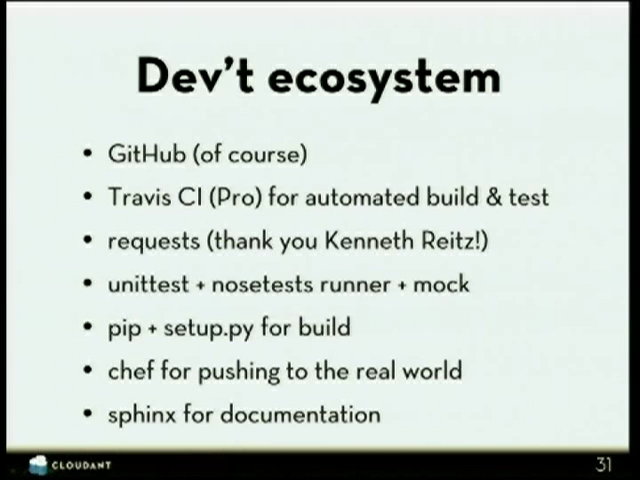 Dev't ecosystem
• GitHub (of course)
• Travis CI (Pro) for automated build & test
• requests (thank you Kenneth Reitz!)
• unittest + nosetests runner + mock
• pip + setup.py for build
• chef for pushing to the real world
• sphinx for documentation
CLOUDANT
31